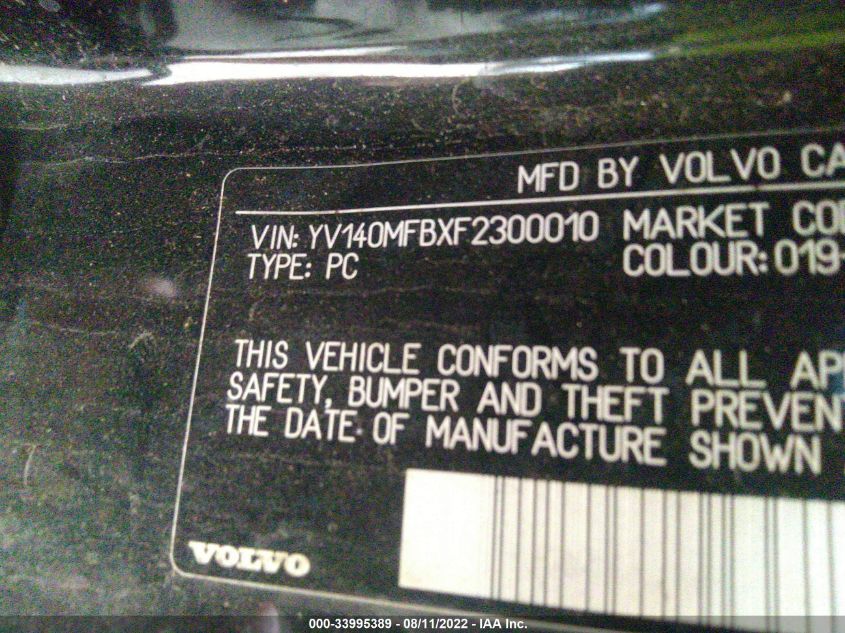 MFD BY VOLVO CA
VIN: YV140MFBXF2300010 MARKET CO
TYPE: PC COLOUR: 019-
THIS VEHICLE CONFORMS TO ALL AP
SAFETY, BUMPER AND THEFT PREVEN
THE DATE OF MANUFACTURE SHOWN
VOLVO
000-33995389 - 08/11/2022 - IAA Inc.